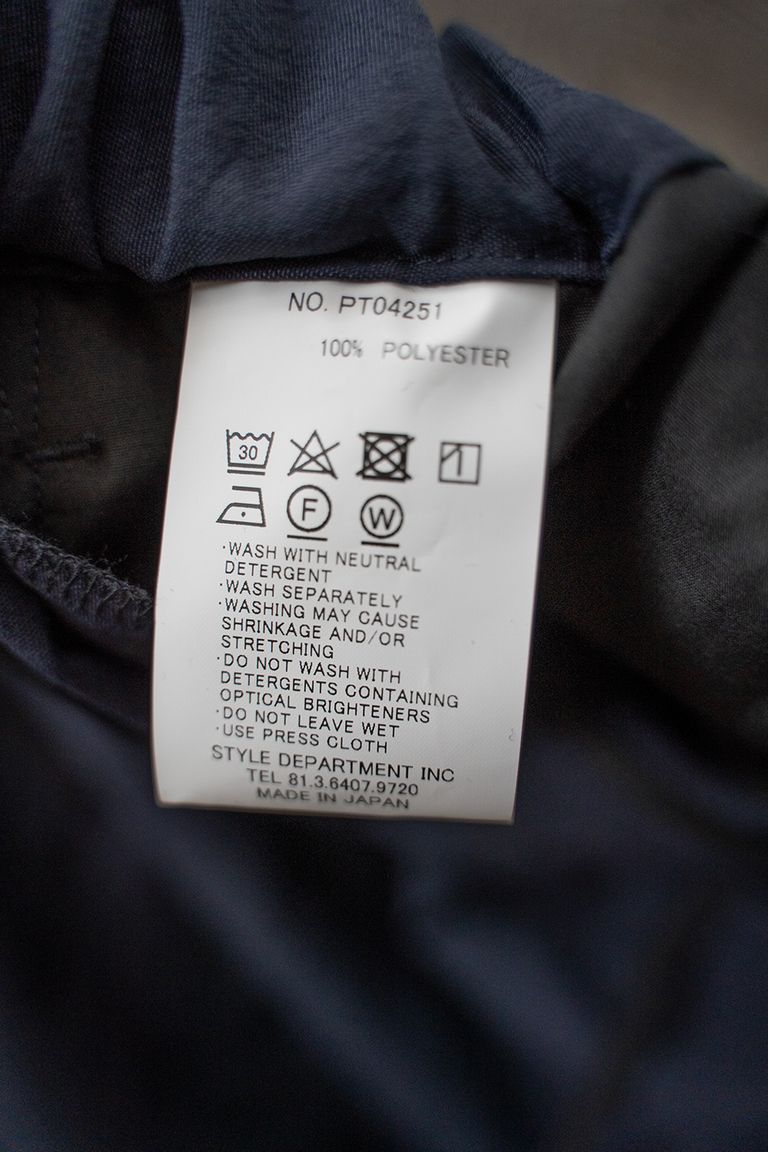 NO. PT04251
100% POLYESTER
30
F W
·WASH WITH NEUTRAL
DETERGENT
·WASH SEPARATELY
·WASHING MAY CAUSE
SHRINKAGE AND/OR
STRETCHING
·DO NOT WASH WITH
DETERGENTS CONTAINING
OPTICAL BRIGHTENERS
·DO NOT LEAVE WET
·USE PRESS CLOTH
STYLE DEPARTMENT INC
TEL 81.3.6407.9720
MADE IN JAPAN